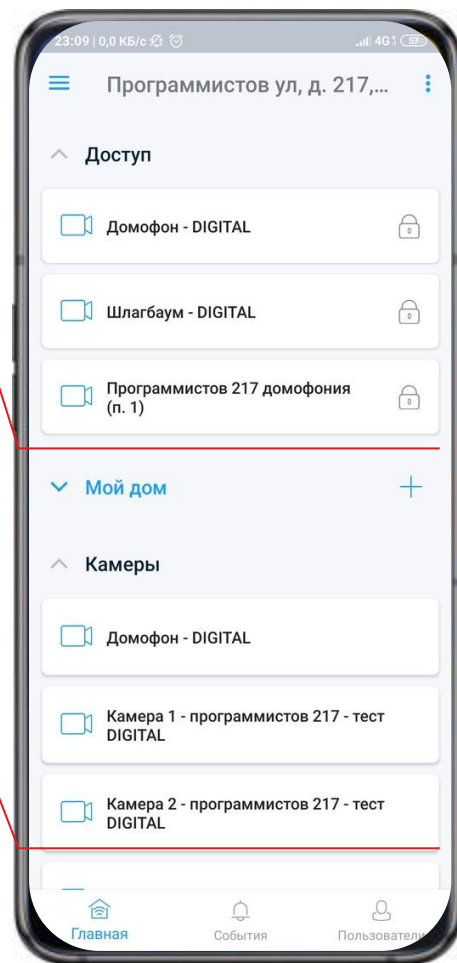 23:09 | 0,0 КБ/с
4G
57
Программистов ул, д. 217,...
Доступ
Домофон - DIGITAL
Шлагбаум - DIGITAL
Программистов 217 домофония
(п. 1)
Мой дом
Камеры
Домофон - DIGITAL
Камера 1 - программистов 217 - тест
DIGITAL
Камера 2 - программистов 217 - тест
DIGITAL
Главная
События
Пользователи